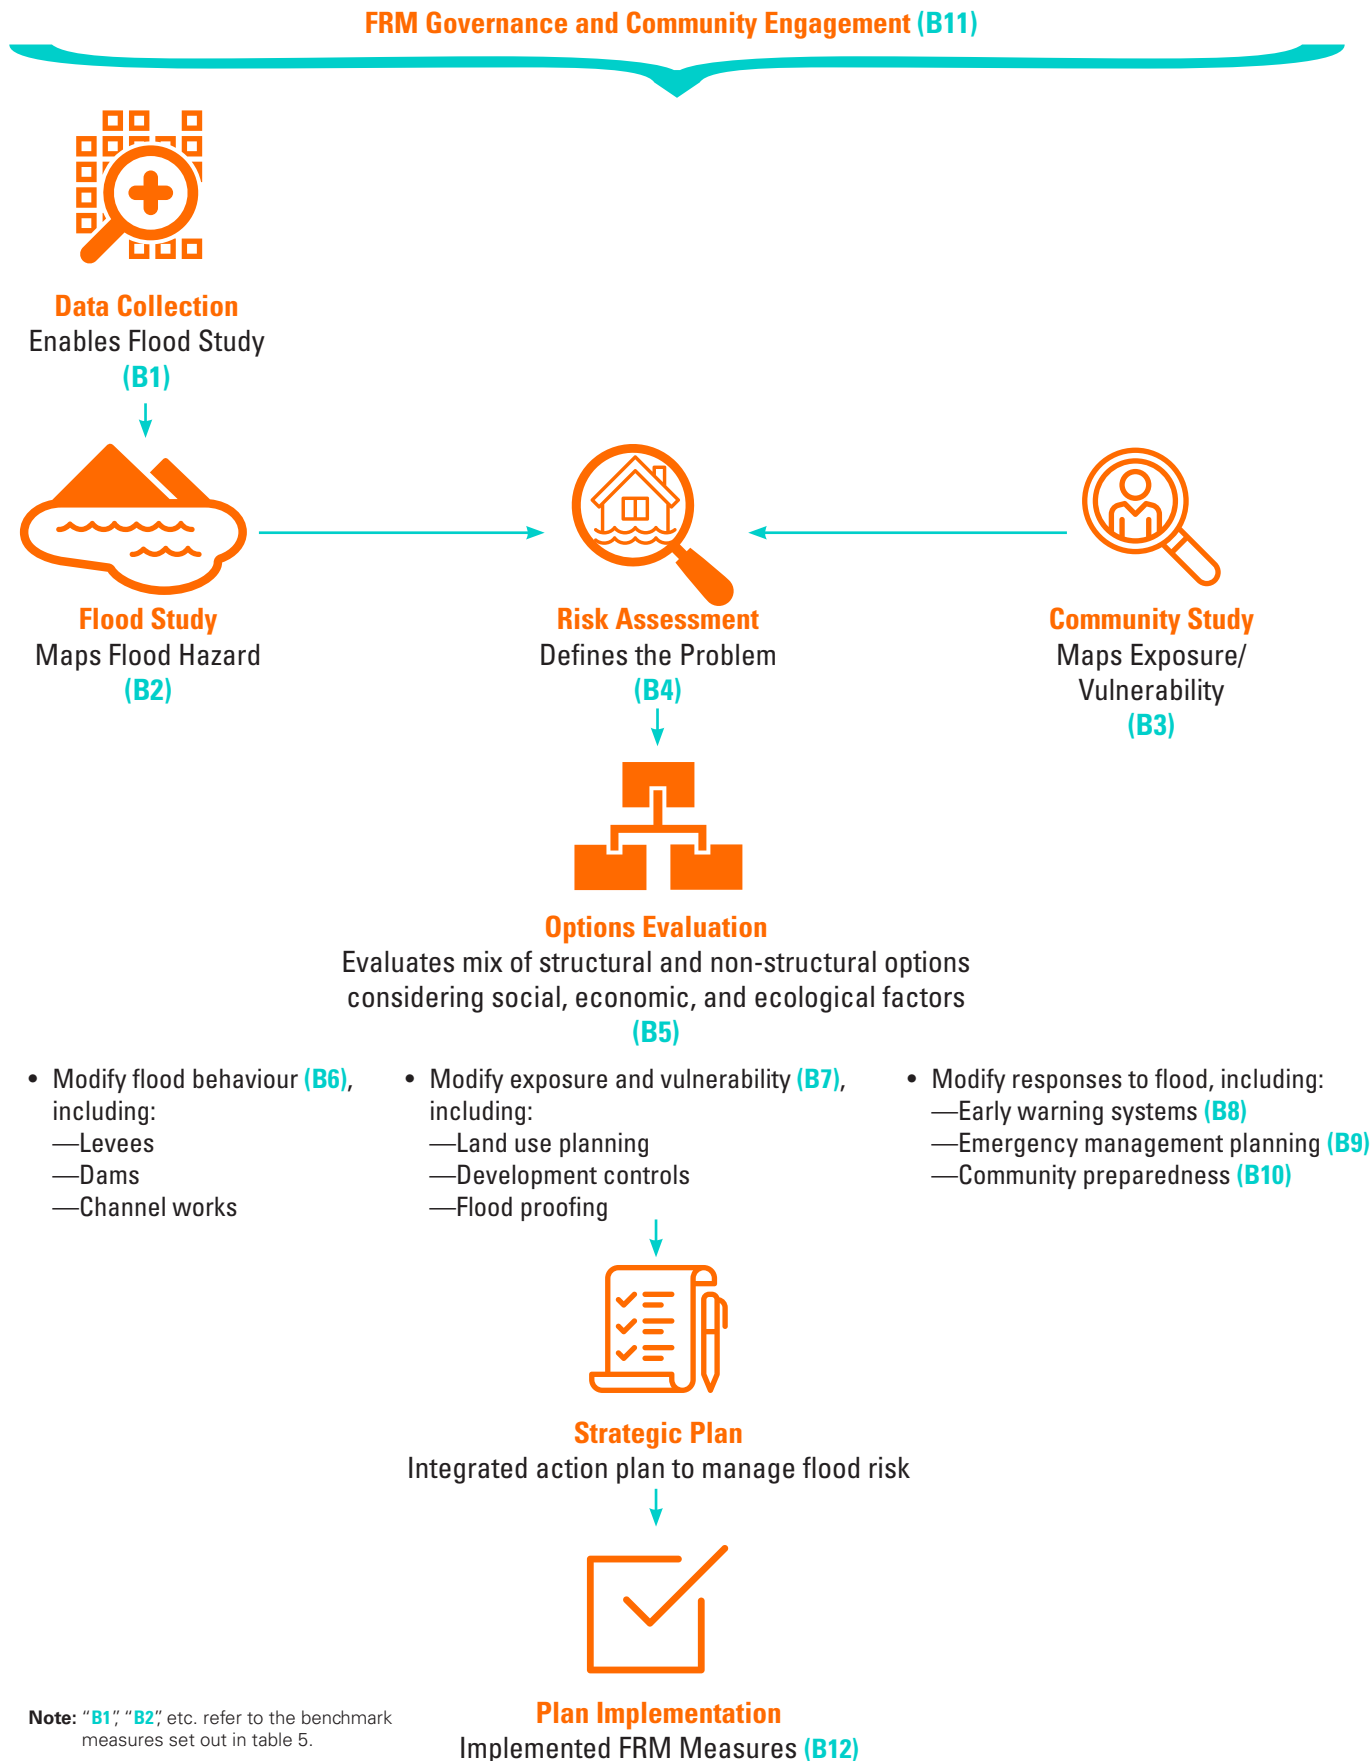 FRM Governance and Community Engagement (B11)
Data Collection
Enables Flood Study
(B1)
Flood Study
Maps Flood Hazard
(B2)
Risk Assessment
Defines the Problem
(B4)
Community Study
Maps Exposure/
Vulnerability
(B3)
Options Evaluation
Evaluates mix of structural and non-structural options
considering social, economic, and ecological factors
(B5)
• Modify flood behaviour (B6),
including:
—Levees
—Dams
—Channel works
• Modify exposure and vulnerability (B7),
including:
—Land use planning
—Development controls
—Flood proofing
• Modify responses to flood, including:
—Early warning systems (B8)
—Emergency management planning (B9)
—Community preparedness (B10)
Strategic Plan
Integrated action plan to manage flood risk
Plan Implementation
Implemented FRM Measures (B12)
Note: “B1”, “B2”, etc. refer to the benchmark
measures set out in table 5.